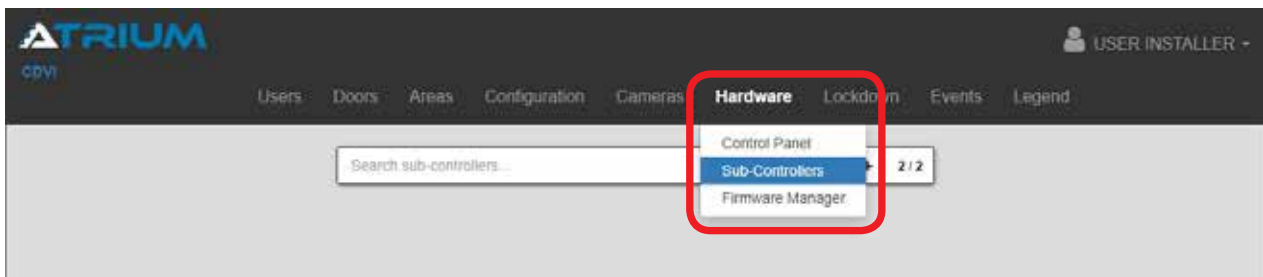 ATRIUM
CDVI
USER INSTALLER
Users Doors Areas Configuration Cameras Hardware Lockdown Events Legend
Control Panel
Search sub-controllers...
Sub-Controllers
2 / 2
Firmware Manager